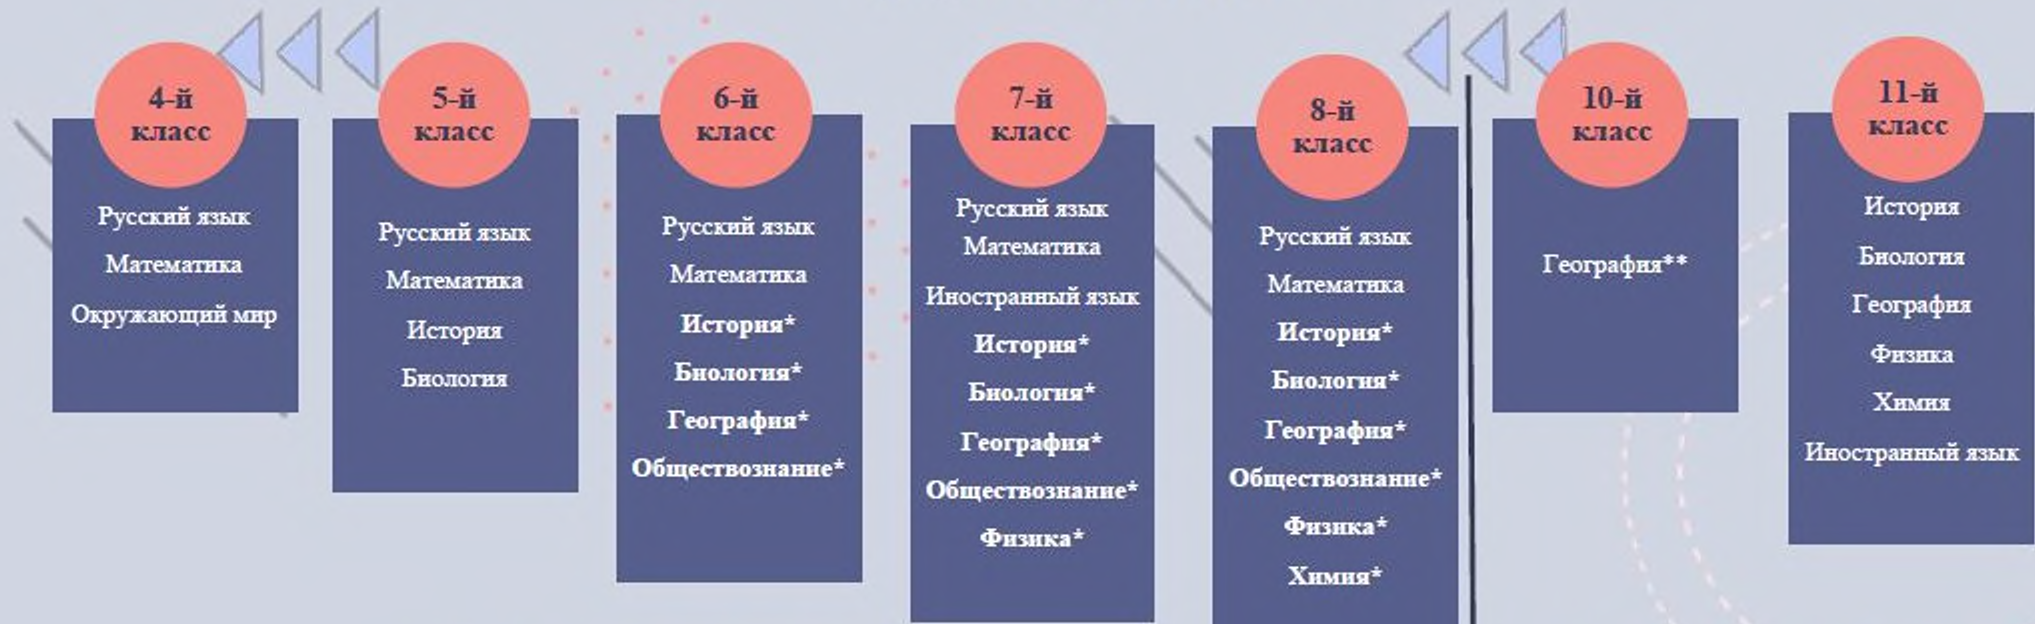 4-й
класс
Русский язык
Математика
Окружающий мир
5-й
класс
Русский язык
Математика
История
Биология
6-й
класс
Русский язык
Математика
История*
Биология*
География*
Обществознание*
7-й
класс
Русский язык
Математика
Иностранный язык
История*
Биология*
География*
Обществознание*
Физика*
8-й
класс
Русский язык
Математика
История*
Биология*
География*
Обществознание*
Физика*
Химия*
10-й
класс
География**
11-й
класс
История
Биология
География
Физика
Химия
Иностранный язык